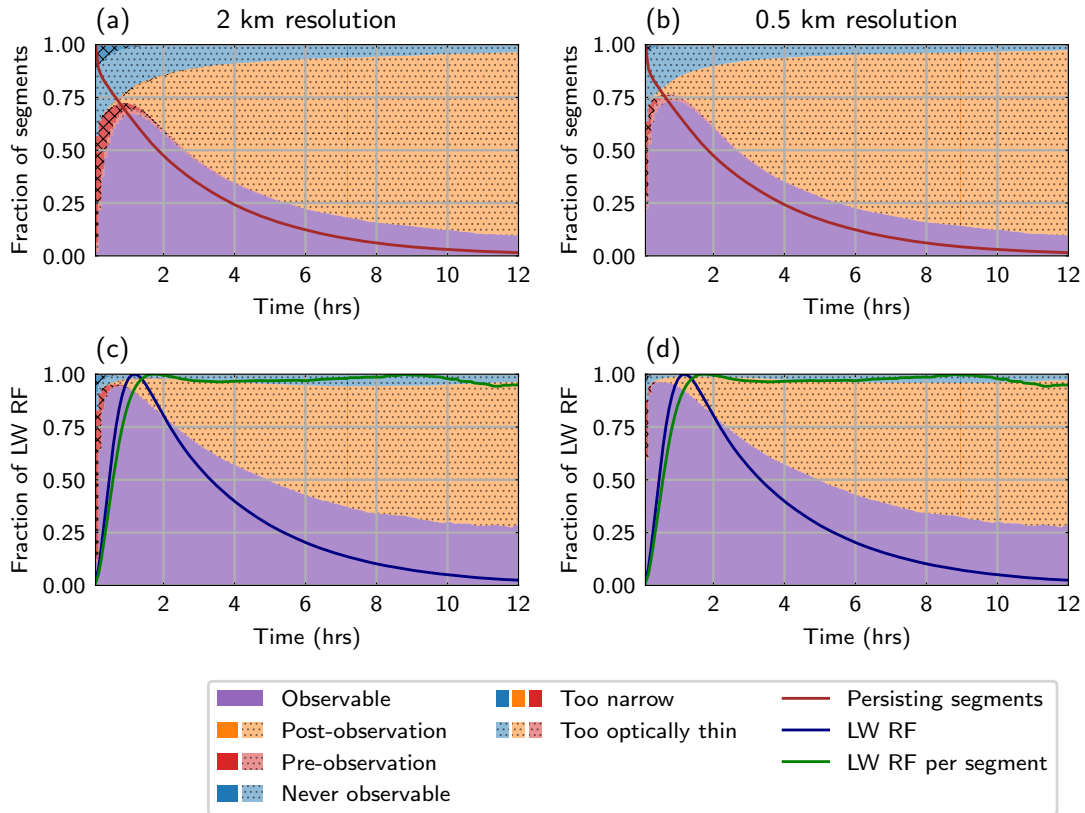 (a) 2 km resolution
(b) 0.5 km resolution
1.00
0.75
0.50
0.25
0.00
Fraction of segments
2 4 6 8 10 12
Time (hrs)
1.00
0.75
0.50
0.25
0.00
Fraction of segments
2 4 6 8 10 12
Time (hrs)
(c)
1.00
0.75
0.50
0.25
0.00
Fraction of LW RF
2 4 6 8 10 12
Time (hrs)
(d)
1.00
0.75
0.50
0.25
0.00
Fraction of LW RF
2 4 6 8 10 12
Time (hrs)
Observable
Post-observation
Pre-observation
Never observable
Too narrow
Too optically thin
Persisting segments
LW RF
LW RF per segment